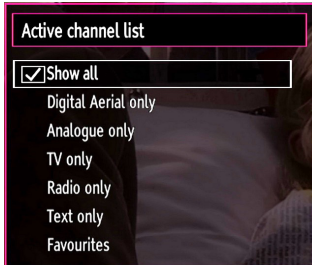 Active channel list
Show all
Digital Aerial only
Analogue only
TV only
Radio only
Text only
Favourites